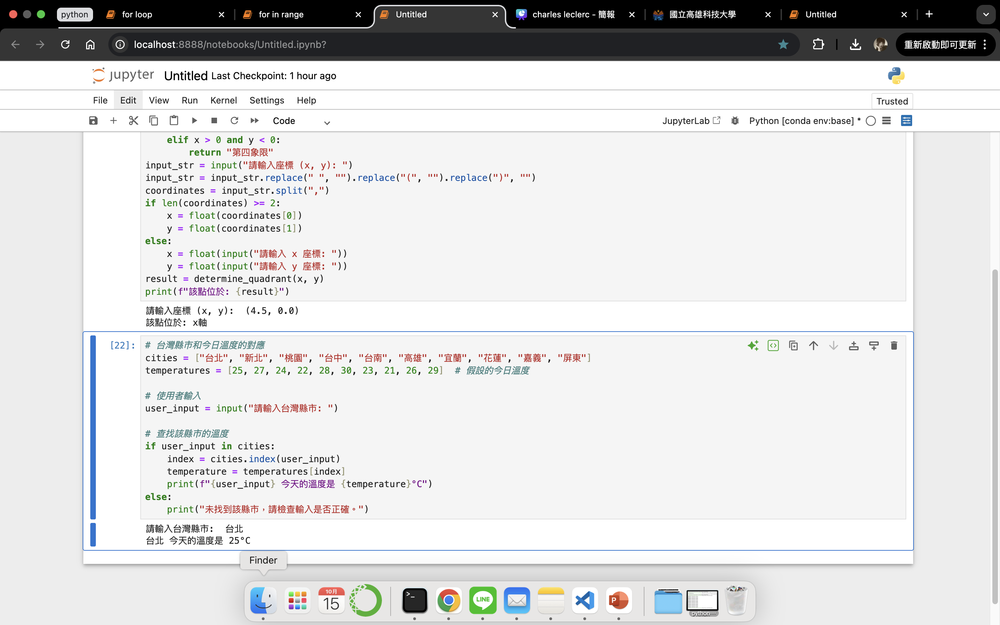 python
for loop
for in range
Untitled
charles leclerc - 簡報
國立高雄科技大學
Untitled
localhost:8888/notebooks/Untitled.ipynb?
重新啟動即可更新
jupyter Untitled Last Checkpoint: 1 hour ago
File Edit View Run Kernel Settings Help
Trusted
Code
JupyterLab
Python [conda env:base] *
    elif x > 0 and y < 0:
        return "第四象限"
input_str = input("請輸入座標 (x, y): ")
input_str = input_str.replace(" ", "").replace("(", "").replace(")", "")
coordinates = input_str.split(",")
if len(coordinates) >= 2:
    x = float(coordinates[0])
    y = float(coordinates[1])
else:
    x = float(input("請輸入 x 座標: "))
    y = float(input("請輸入 y 座標: "))
result = determine_quadrant(x, y)
print(f"該點位於: {result}")
請輸入座標 (x, y):  (4.5, 0.0)
該點位於: x軸
[22]:
# 台灣縣市和今日溫度的對應
cities = ["台北", "新北", "桃園", "台中", "台南", "高雄", "宜蘭", "花蓮", "嘉義", "屏東"]
temperatures = [25, 27, 24, 22, 28, 30, 23, 21, 26, 29]  # 假設的今日溫度
# 使用者輸入
user_input = input("請輸入台灣縣市: ")
# 查找該縣市的溫度
if user_input in cities:
    index = cities.index(user_input)
    temperature = temperatures[index]
    print(f"{user_input} 今天的溫度是 {temperature}°C")
else:
    print("未找到該縣市，請檢查輸入是否正確。")
請輸入台灣縣市:  台北
台北 今天的溫度是 25°C
Finder
10月
15
>_
LINE
P
python...